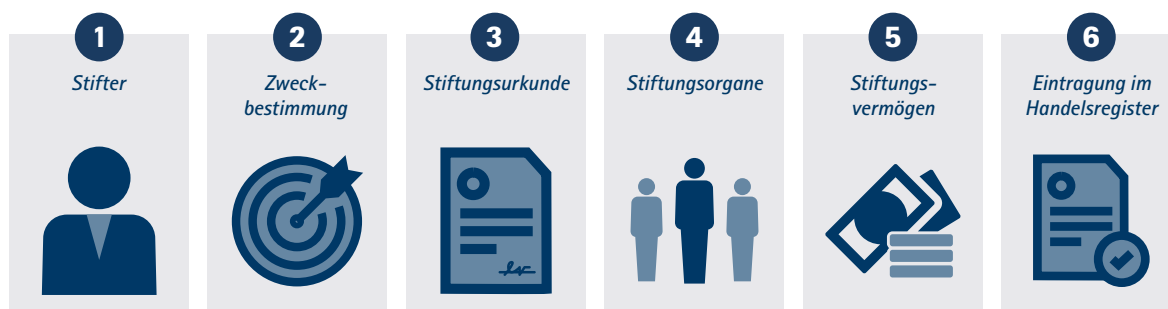 1
Stifter
2
Zweck-
bestimmung
3
Stiftungsurkunde
4
Stiftungsorgane
5
Stiftungs-
vermögen
6
Eintragung im
Handelsregister